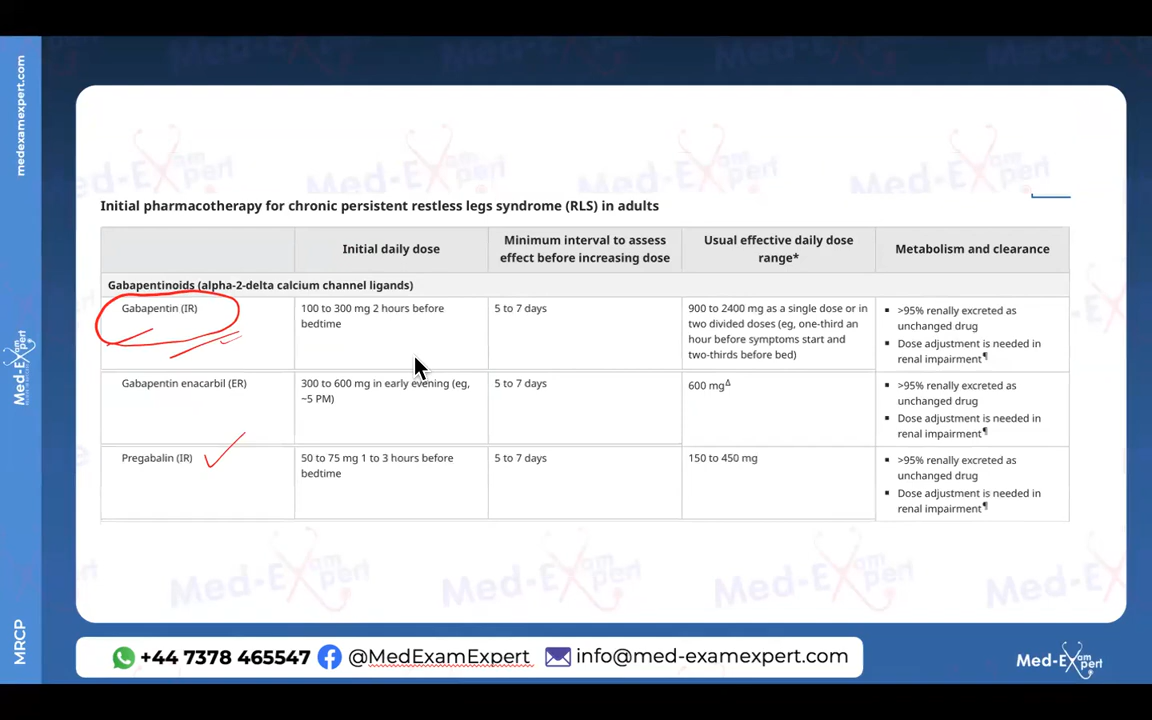 medexamexpert.com
Med-Exam Expert
MRCP
Initial pharmacotherapy for chronic persistent restless legs syndrome (RLS) in adults
Initial daily dose
Minimum interval to assess
effect before increasing dose
Usual effective daily dose
range*
Metabolism and clearance
Gabapentinoids (alpha-2-delta calcium channel ligands)
Gabapentin (IR)
100 to 300 mg 2 hours before
bedtime
5 to 7 days
900 to 2400 mg as a single dose or in
two divided doses (eg, one-third an
hour before symptoms start and
two-thirds before bed)
▪ >95% renally excreted as
unchanged drug
▪ Dose adjustment is needed in
renal impairment¶
Gabapentin enacarbil (ER)
300 to 600 mg in early evening (eg,
~5 PM)
5 to 7 days
600 mgΔ
▪ >95% renally excreted as
unchanged drug
▪ Dose adjustment is needed in
renal impairment¶
Pregabalin (IR)
50 to 75 mg 1 to 3 hours before
bedtime
5 to 7 days
150 to 450 mg
▪ >95% renally excreted as
unchanged drug
▪ Dose adjustment is needed in
renal impairment¶
+44 7378 465547 @MedExamExpert info@med-examexpert.com
Med-Exam Expert